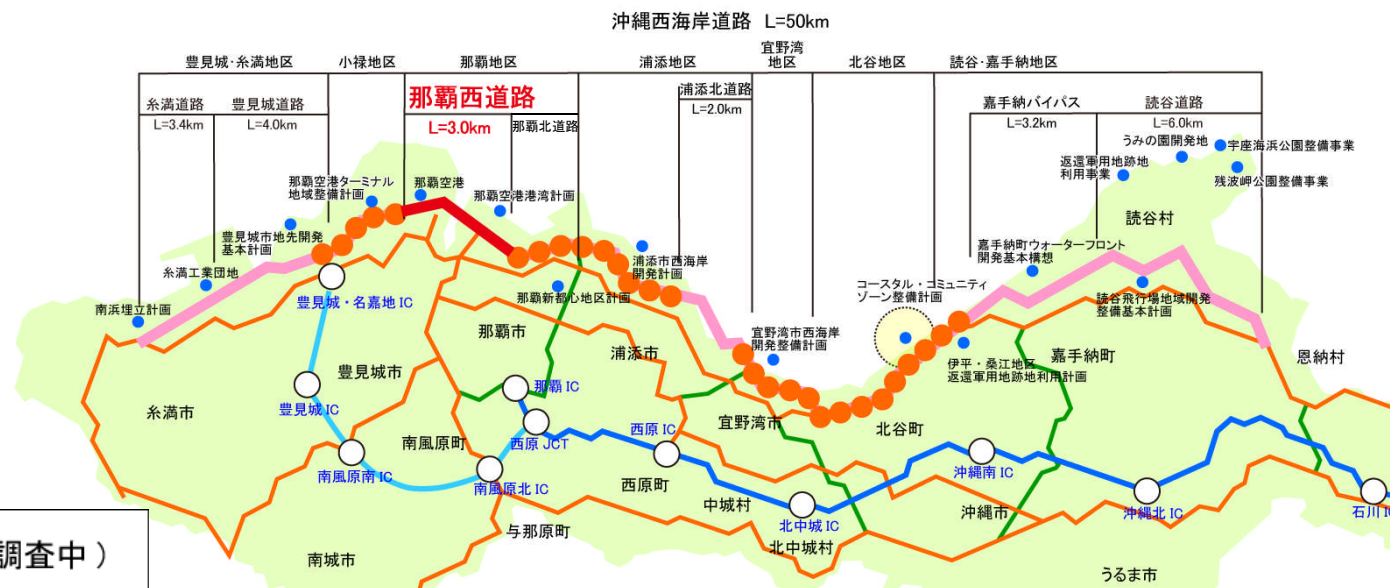 沖縄西海岸道路 L=50km
豊見城・糸満地区
小禄地区
那覇地区
浦添地区
宜野湾
地区
北谷地区
読谷・嘉手納地区
糸満道路
L=3.4km
豊見城道路
L=4.0km
那覇西道路
L=3.0km
那覇北道路
浦添北道路
L=2.0km
嘉手納バイパス
L=3.2km
読谷道路
L=6.0km
うみの園開発地
宇座海浜公園整備事業
返還軍用地跡地
利用事業
残波岬公園整備事業
那覇空港ターミナル
地域整備計画
那覇空港
那覇空港港湾計画
読谷村
豊見城市地先開発
基本計画
糸満工業団地
南浜埋立計画
豊見城・名嘉地 IC
那覇新都心地区計画
浦添市西海岸
開発計画
コースタル・コミュニティ
ゾーン整備計画
嘉手納町ウォーターフロント
開発基本構想
読谷飛行場地域開発
整備基本計画
宜野湾市西海岸
開発整備計画
伊平・桑江地区
返還軍用地跡地利用計画
那覇市
浦添市
嘉手納町
恩納村
豊見城市
豊見城 IC
那覇 IC
糸満市
宜野湾市
北谷町
南風原町
西原 JCT
西原 IC
南風原南 IC
南風原北 IC
西原町
中城村
沖縄南 IC
沖縄市
沖縄北 IC
石川 IC
北中城 IC
北中城村
与那原町
南城市
うるま市
調査中 ）